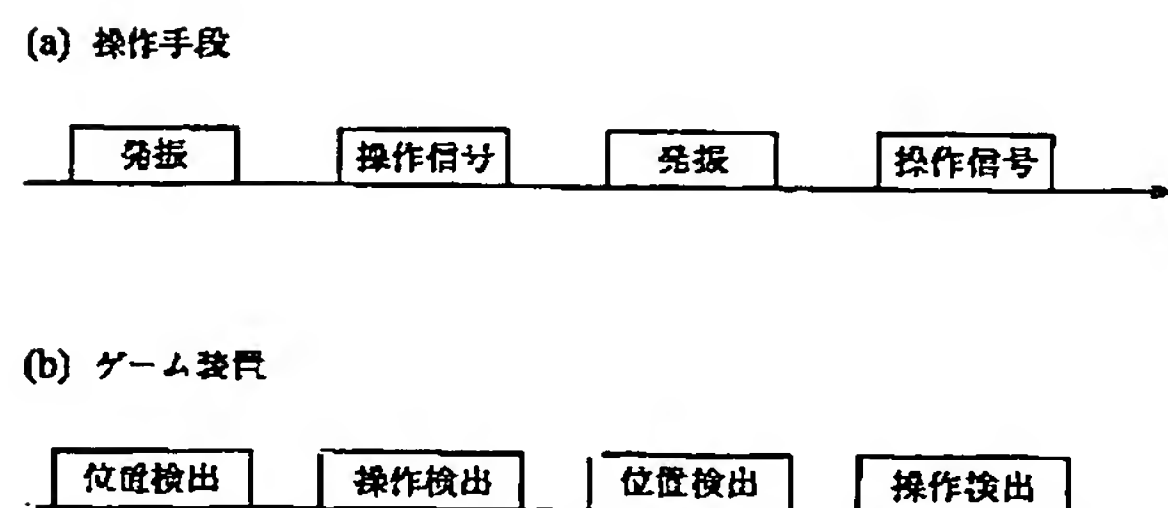 (a) 操作手段
発振 操作信号 発振 操作信号
(b) ゲーム装置
位置検出 操作検出 位置検出 操作検出